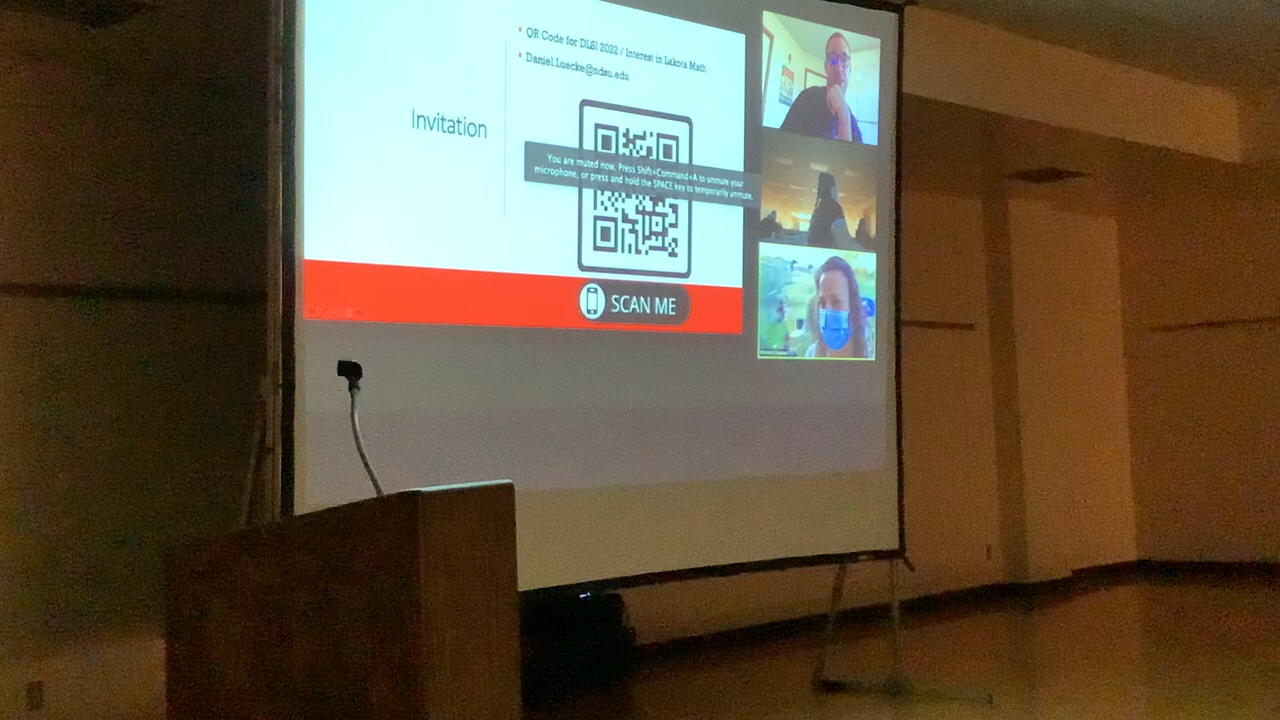 QR Code for DLSI 2022 / Interest in Lakota Math
Daniel.Luecke@ndsu.edu
Invitation
You are muted now. Press Shift+Command+A to unmute your
microphone, or press and hold the SPACE key to temporarily unmute.
SCAN ME